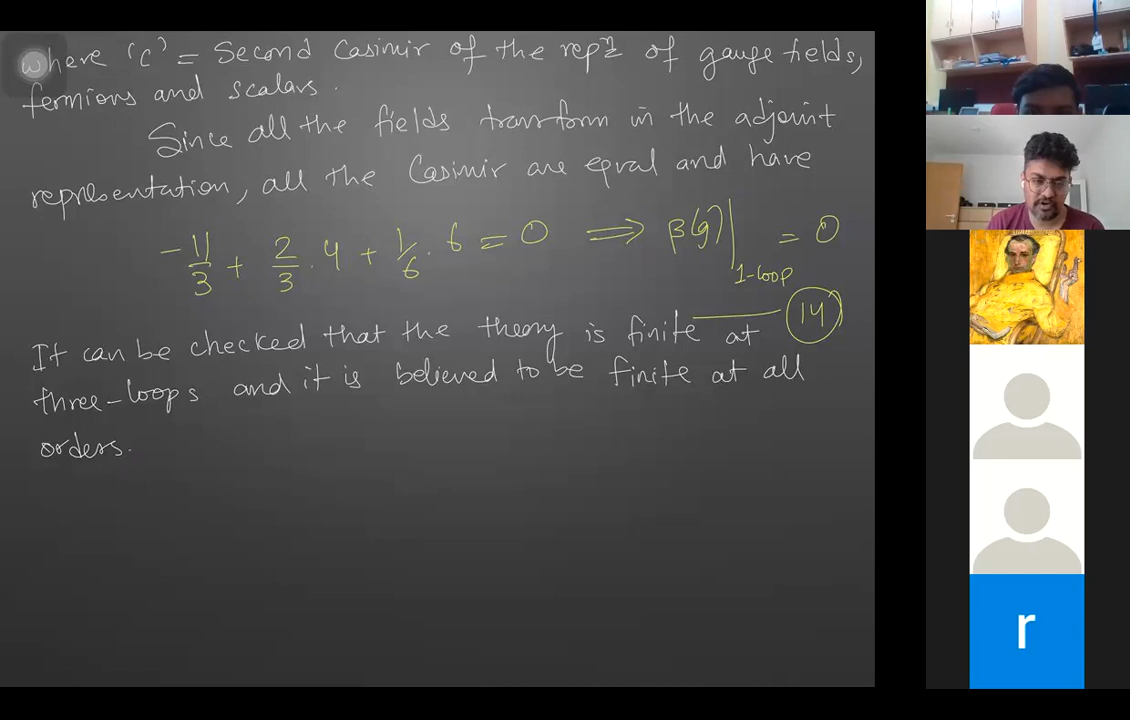 where 'C' = Second Casimir of the repⁿ of gauge fields,
fermions and scalars.
Since all the fields transform in the adjoint
representation, all the Casimir are equal and have
-11/3 + 2/3 · 4 + 1/6 · 6 = 0 ⟹ β(g)|1-loop = 0
14
It can be checked that the theory is finite at
three-loops and it is believed to be finite at all
orders.
r